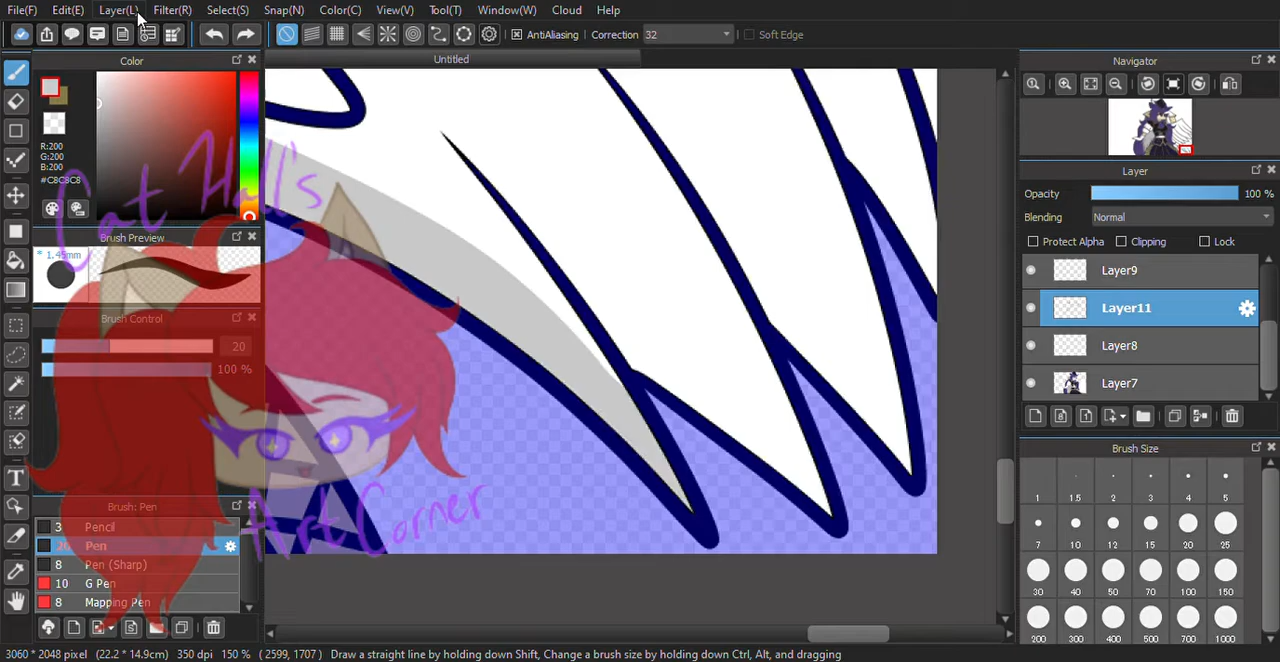 File(F) Edit(E) Layer(L) Filter(R) Select(S) Snap(N) Color(C) View(V) Tool(T) Window(W) Cloud Help
AntiAliasing Correction 32 Soft Edge
Color
Untitled
Navigator
R:200
G:200
B:200
#C8C8C8
Cat Hall's
Art Corner
Brush Preview
* 1.45mm
Brush Control
20
100 %
Brush: Pen
3 Pencil
20 Pen
8 Pen (Sharp)
10 G Pen
8 Mapping Pen
Layer
Opacity 100 %
Blending Normal
Protect Alpha Clipping Lock
Layer9
Layer11
Layer8
Layer7
Brush Size
1 1.5 2 3 4 5
7 10 12 15 20 25
30 40 50 70 100 150
200 300 400 500 700 1000
3060 * 2048 pixel (22.2 * 14.9cm) 350 dpi 150 % ( 2599, 1707 ) Draw a straight line by holding down Shift, Change a brush size by holding down Ctrl, Alt, and dragging